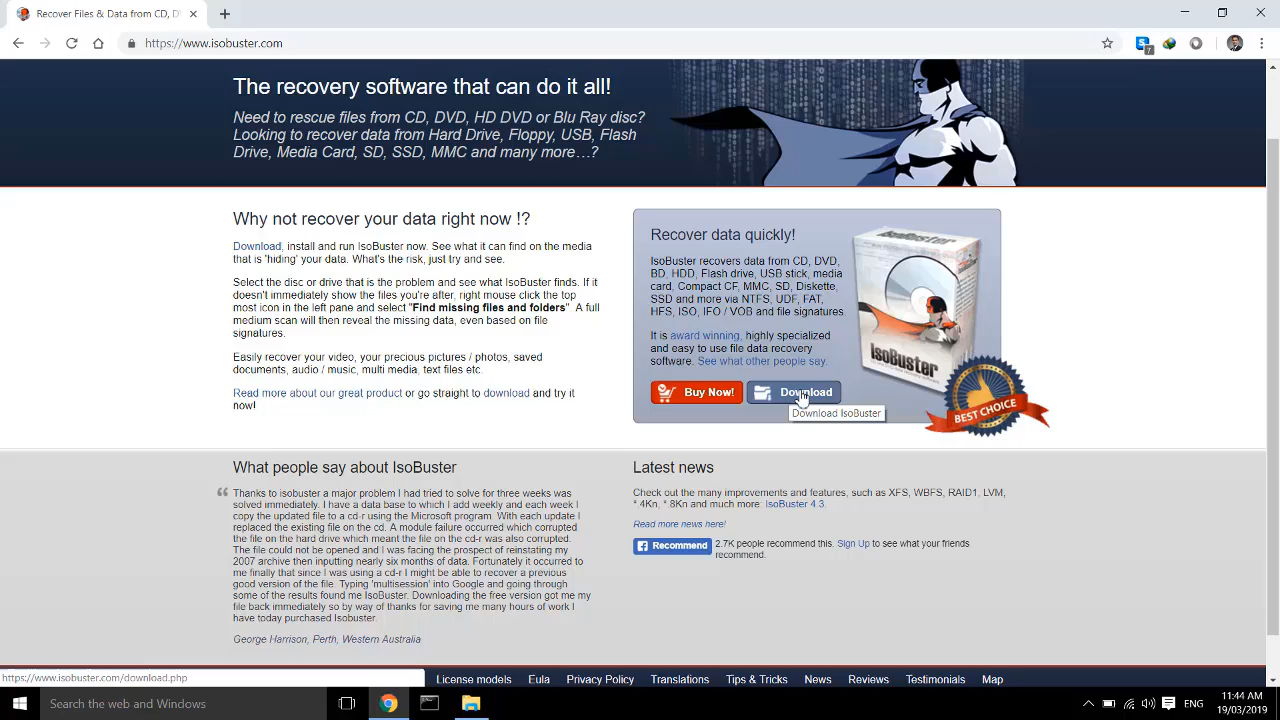 Recover Files & Data from CD, D
https://www.isobuster.com
7
The recovery software that can do it all!
Need to rescue files from CD, DVD, HD DVD or Blu Ray disc?
Looking to recover data from Hard Drive, Floppy, USB, Flash
Drive, Media Card, SD, SSD, MMC and many more…?
Why not recover your data right now !?
Download, install and run IsoBuster now. See what it can find on the media
that is 'hiding' your data. What's the risk, just try and see.
Select the disc or drive that is the problem and see what IsoBuster finds. If it
doesn't immediately show the files you're after, right mouse click the top
most icon in the left pane and select "Find missing files and folders". A full
medium scan will then reveal the missing data, even based on file
signatures.
Easily recover your video, your precious pictures / photos, saved
documents, audio / music, multi media, text files etc.
Read more about our great product or go straight to download and try it
now!
Recover data quickly!
IsoBuster recovers data from CD, DVD,
BD, HDD, Flash drive, USB stick, media
card, Compact CF, MMC, SD, Diskette,
SSD and more via NTFS, UDF, FAT,
HFS, ISO, IFO / VOB and file signatures
It is award winning, highly specialized
and easy to use file data recovery
software. See what other people say.
Buy Now!
Download
Download IsoBuster
IsoBuster
IsoBuster
BEST CHOICE
What people say about IsoBuster
Thanks to isobuster a major problem I had tried to solve for three weeks was
solved immediately. I have a data base to which I add weekly and each week I
copy the updated file to a cd-r using the Microsoft program. With each update I
replaced the existing file on the cd. A module failure occurred which corrupted
the file on the hard drive which meant the file on the cd-r was also corrupted.
The file could not be opened and I was facing the prospect of reinstating my
2007 archive then inputting nearly six months of data. Fortunately it occurred to
me finally that since I was using a cd-r I might be able to recover a previous
good version of the file. Typing 'multisession' into Google and going through
some of the results found me IsoBuster. Downloading the free version got me my
file back immediately so by way of thanks for saving me many hours of work I
have today purchased Isobuster.
George Harrison, Perth, Western Australia
Latest news
Check out the many improvements and features, such as XFS, WBFS, RAID1, LVM,
*.4Kn, *.8Kn and much more: IsoBuster 4.3.
Read more news here!
Recommend
2.7K people recommend this. Sign Up to see what your friends
recommend.
https://www.isobuster.com/download.php
License models
Eula
Privacy Policy
Translations
Tips & Tricks
News
Reviews
Testimonials
Map
Search the web and Windows
ENG
11:44 AM
19/03/2019